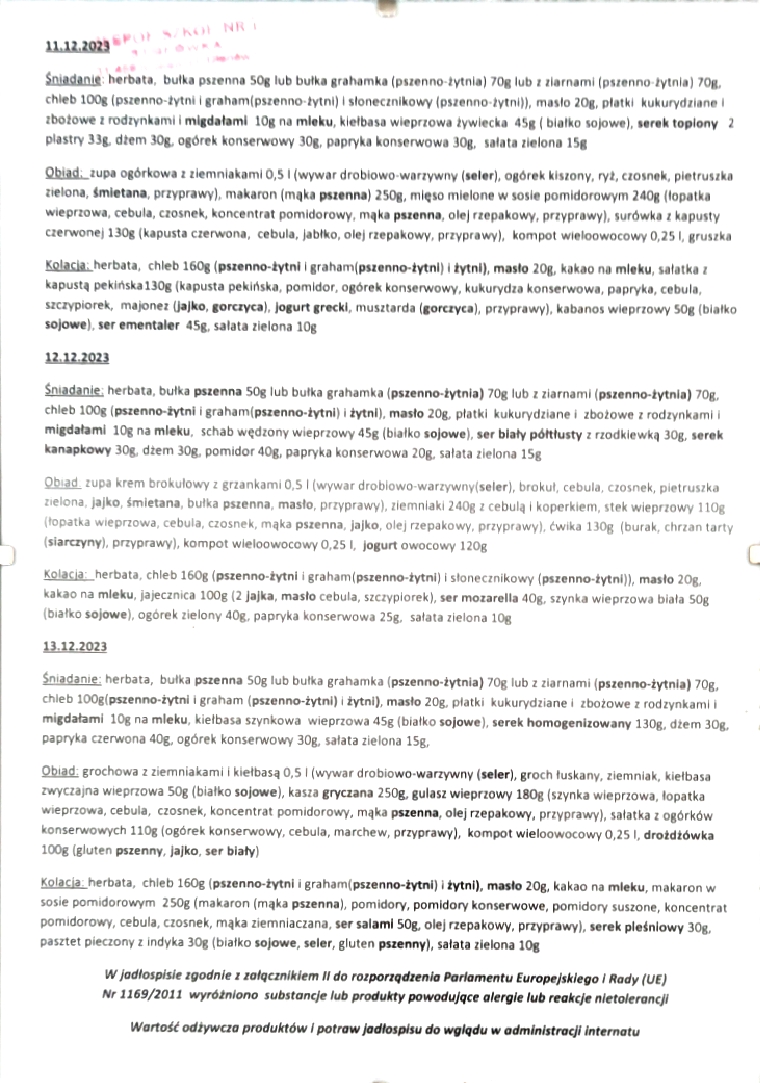 ZESPÓŁ SZKÓŁ NR 1
11.12.2023
Śniadanie: herbata, bułka pszenna 50g lub bułka grahamka (pszenno-żytnia) 70g lub z ziarnami (pszenno-żytnia) 70g,
chleb 100g (pszenno-żytni i graham(pszenno-żytni) i słonecznikowy (pszenno-żytni)), masło 20g, płatki kukurydziane i
zbożowe z rodzynkami i migdałami 10g na mleku, kiełbasa wieprzowa żywiecka 45g ( białko sojowe), serek topiony 2
plastry 33g, dżem 30g, ogórek konserwowy 30g, papryka konserwowa 30g, sałata zielona 15g
Obiad: zupa ogórkowa z ziemniakami 0,5 l (wywar drobiowo-warzywny (seler), ogórek kiszony, ryż, czosnek, pietruszka
zielona, śmietana, przyprawy), makaron (mąka pszenna) 250g, mięso mielone w sosie pomidorowym 240g (łopatka
wieprzowa, cebula, czosnek, koncentrat pomidorowy, mąka pszenna, olej rzepakowy, przyprawy), surówka z kapusty
czerwonej 130g (kapusta czerwona, cebula, jabłko, olej rzepakowy, przyprawy), kompot wieloowocowy 0,25 l, gruszka
Kolacja: herbata, chleb 160g (pszenno-żytni i graham(pszenno-żytni) i żytni), masło 20g, kakao na mleku, sałatka z
kapustą pekińska 130g (kapusta pekińska, pomidor, ogórek konserwowy, kukurydza konserwowa, papryka, cebula,
szczypiorek, majonez (jajko, gorczyca), jogurt grecki, musztarda (gorczyca), przyprawy), kabanos wieprzowy 50g (białko
sojowe), ser ementaler 45g, sałata zielona 10g
12.12.2023
Śniadanie: herbata, bułka pszenna 50g lub bułka grahamka (pszenno-żytnia) 70g lub z ziarnami (pszenno-żytnia) 70g,
chleb 100g (pszenno-żytni i graham(pszenno-żytni) i żytni), masło 20g, płatki kukurydziane i zbożowe z rodzynkami i
migdałami 10g na mleku, schab wędzony wieprzowy 45g (białko sojowe), ser biały półtłusty z rzodkiewką 30g, serek
kanapkowy 30g, dżem 30g, pomidor 40g, papryka konserwowa 20g, sałata zielona 15g
Obiad zupa krem brokułowy z grzankami 0,5 l (wywar drobiowo-warzywny(seler), brokuł, cebula, czosnek, pietruszka
zielona, jajko, śmietana, bułka pszenna, masło, przyprawy), ziemniaki 240g z cebulą i koperkiem, stek wieprzowy 110g
(łopatka wieprzowa, cebula, czosnek, mąka pszenna, jajko, olej rzepakowy, przyprawy), ćwika 130g (burak, chrzan tarty
(siarczyny), przyprawy), kompot wieloowocowy 0,25 l, jogurt owocowy 120g
Kolacja: herbata, chleb 160g (pszenno-żytni i graham(pszenno-żytni) i słonecznikowy (pszenno-żytni)), masło 20g,
kakao na mleku, jajecznica 100g (2 jajka, masło cebula, szczypiorek), ser mozarella 40g, szynka wieprzowa biała 50g
(białko sojowe), ogórek zielony 40g, papryka konserwowa 25g, sałata zielona 10g
13.12.2023
Śniadanie: herbata, bułka pszenna 50g lub bułka grahamka (pszenno-żytnia) 70g lub z ziarnami (pszenno-żytnia) 70g,
chleb 100g(pszenno-żytni i graham (pszenno-żytni) i żytni), masło 20g, płatki kukurydziane i zbożowe z rodzynkami i
migdałami 10g na mleku, kiełbasa szynkowa wieprzowa 45g (białko sojowe), serek homogenizowany 130g, dżem 30g,
papryka czerwona 40g, ogórek konserwowy 30g, sałata zielona 15g,
Obiad: grochowa z ziemniakami i kiełbasą 0,5 l (wywar drobiowo-warzywny (seler), groch łuskany, ziemniak, kiełbasa
zwyczajna wieprzowa 50g (białko sojowe), kasza gryczana 250g, gulasz wieprzowy 180g (szynka wieprzowa, łopatka
wieprzowa, cebula, czosnek, koncentrat pomidorowy, mąka pszenna, olej rzepakowy, przyprawy), sałatka z ogórków
konserwowych 110g (ogórek konserwowy, cebula, marchew, przyprawy), kompot wieloowocowy 0,25 l, drożdżówka
100g (gluten pszenny, jajko, ser biały)
Kolacja: herbata, chleb 160g (pszenno-żytni i graham(pszenno-żytni) i żytni), masło 20g, kakao na mleku, makaron w
sosie pomidorowym 250g (makaron (mąka pszenna), pomidory, pomidory konserwowe, pomidory suszone, koncentrat
pomidorowy, cebula, czosnek, mąka ziemniaczana, ser salami 50g, olej rzepakowy, przyprawy), serek pleśniowy 30g,
pasztet pieczony z indyka 30g (białko sojowe, seler, gluten pszenny), sałata zielona 10g
W jadłospisie zgodnie z załącznikiem II do rozporządzenia Parlamentu Europejskiego i Rady (UE)
Nr 1169/2011 wyróżniono substancje lub produkty powodujące alergie lub reakcje nietolerancji
Wartość odżywcza produktów i potraw jadłospisu do wglądu w administracji internatu